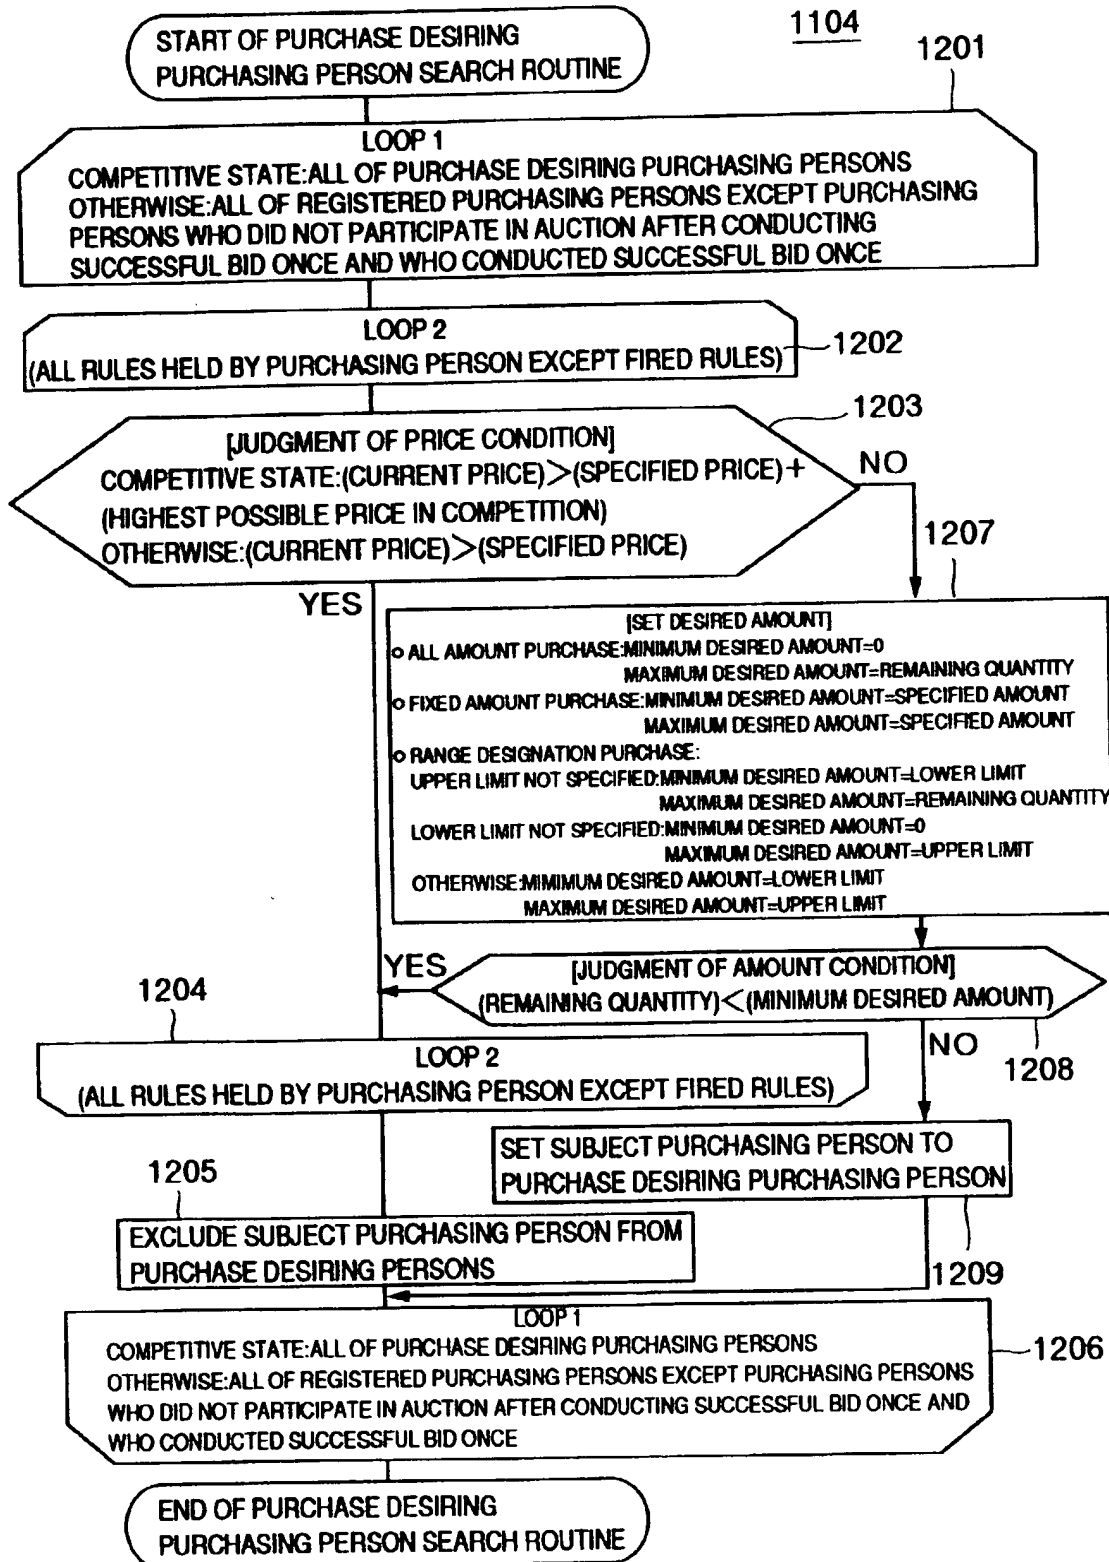 1104
START OF PURCHASE DESIRING
PURCHASING PERSON SEARCH ROUTINE
1201
LOOP 1
COMPETITIVE STATE:ALL OF PURCHASE DESIRING PURCHASING PERSONS
OTHERWISE:ALL OF REGISTERED PURCHASING PERSONS EXCEPT PURCHASING
PERSONS WHO DID NOT PARTICIPATE IN AUCTION AFTER CONDUCTING
SUCCESSFUL BID ONCE AND WHO CONDUCTED SUCCESSFUL BID ONCE
LOOP 2
(ALL RULES HELD BY PURCHASING PERSON EXCEPT FIRED RULES)
1202
1203
[JUDGMENT OF PRICE CONDITION]
COMPETITIVE STATE:(CURRENT PRICE)>(SPECIFIED PRICE)+
(HIGHEST POSSIBLE PRICE IN COMPETITION)
OTHERWISE:(CURRENT PRICE)>(SPECIFIED PRICE)
NO
YES
1207
[SET DESIRED AMOUNT]
○ ALL AMOUNT PURCHASE:MINIMUM DESIRED AMOUNT=0
MAXIMUM DESIRED AMOUNT=REMAINING QUANTITY
○ FIXED AMOUNT PURCHASE:MINIMUM DESIRED AMOUNT=SPECIFIED AMOUNT
MAXIMUM DESIRED AMOUNT=SPECIFIED AMOUNT
○ RANGE DESIGNATION PURCHASE:
UPPER LIMIT NOT SPECIFIED:MINIMUM DESIRED AMOUNT=LOWER LIMIT
MAXIMUM DESIRED AMOUNT=REMAINING QUANTITY
LOWER LIMIT NOT SPECIFIED:MINIMUM DESIRED AMOUNT=0
MAXIMUM DESIRED AMOUNT=UPPER LIMIT
OTHERWISE:MIMIMUM DESIRED AMOUNT=LOWER LIMIT
MAXIMUM DESIRED AMOUNT=UPPER LIMIT
YES
[JUDGMENT OF AMOUNT CONDITION]
(REMAINING QUANTITY)<(MINIMUM DESIRED AMOUNT)
NO
1208
1204
LOOP 2
(ALL RULES HELD BY PURCHASING PERSON EXCEPT FIRED RULES)
SET SUBJECT PURCHASING PERSON TO
PURCHASE DESIRING PURCHASING PERSON
1209
1205
EXCLUDE SUBJECT PURCHASING PERSON FROM
PURCHASE DESIRING PERSONS
LOOP 1
COMPETITIVE STATE:ALL OF PURCHASE DESIRING PURCHASING PERSONS
OTHERWISE:ALL OF REGISTERED PURCHASING PERSONS EXCEPT PURCHASING PERSONS
WHO DID NOT PARTICIPATE IN AUCTION AFTER CONDUCTING SUCCESSFUL BID ONCE AND
WHO CONDUCTED SUCCESSFUL BID ONCE
1206
END OF PURCHASE DESIRING
PURCHASING PERSON SEARCH ROUTINE